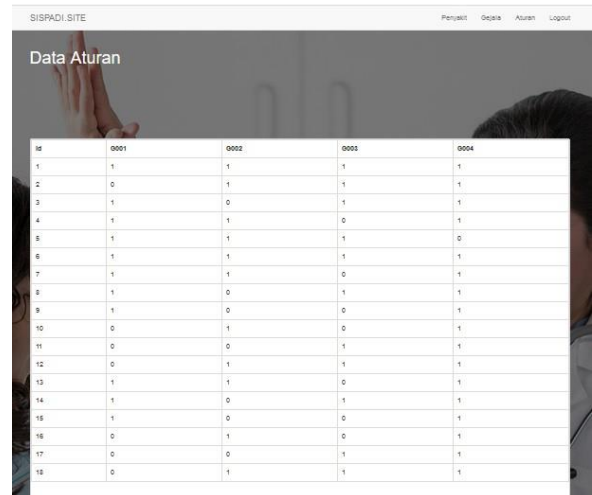 SISPADI.SITE Penyakit Gejala Aturan Logout
Data Aturan
Id G001 G002 G003 G004
1 1 1 1 1
2 0 1 1 1
3 1 0 1 1
4 1 1 0 1
5 1 1 1 0
6 1 1 1 1
7 1 1 0 1
8 1 0 1 1
9 1 0 0 1
10 0 1 0 1
11 0 0 1 1
12 0 1 1 1
13 1 1 0 1
14 1 0 1 1
15 1 0 0 1
16 0 1 0 1
17 0 0 1 1
18 0 1 1 1